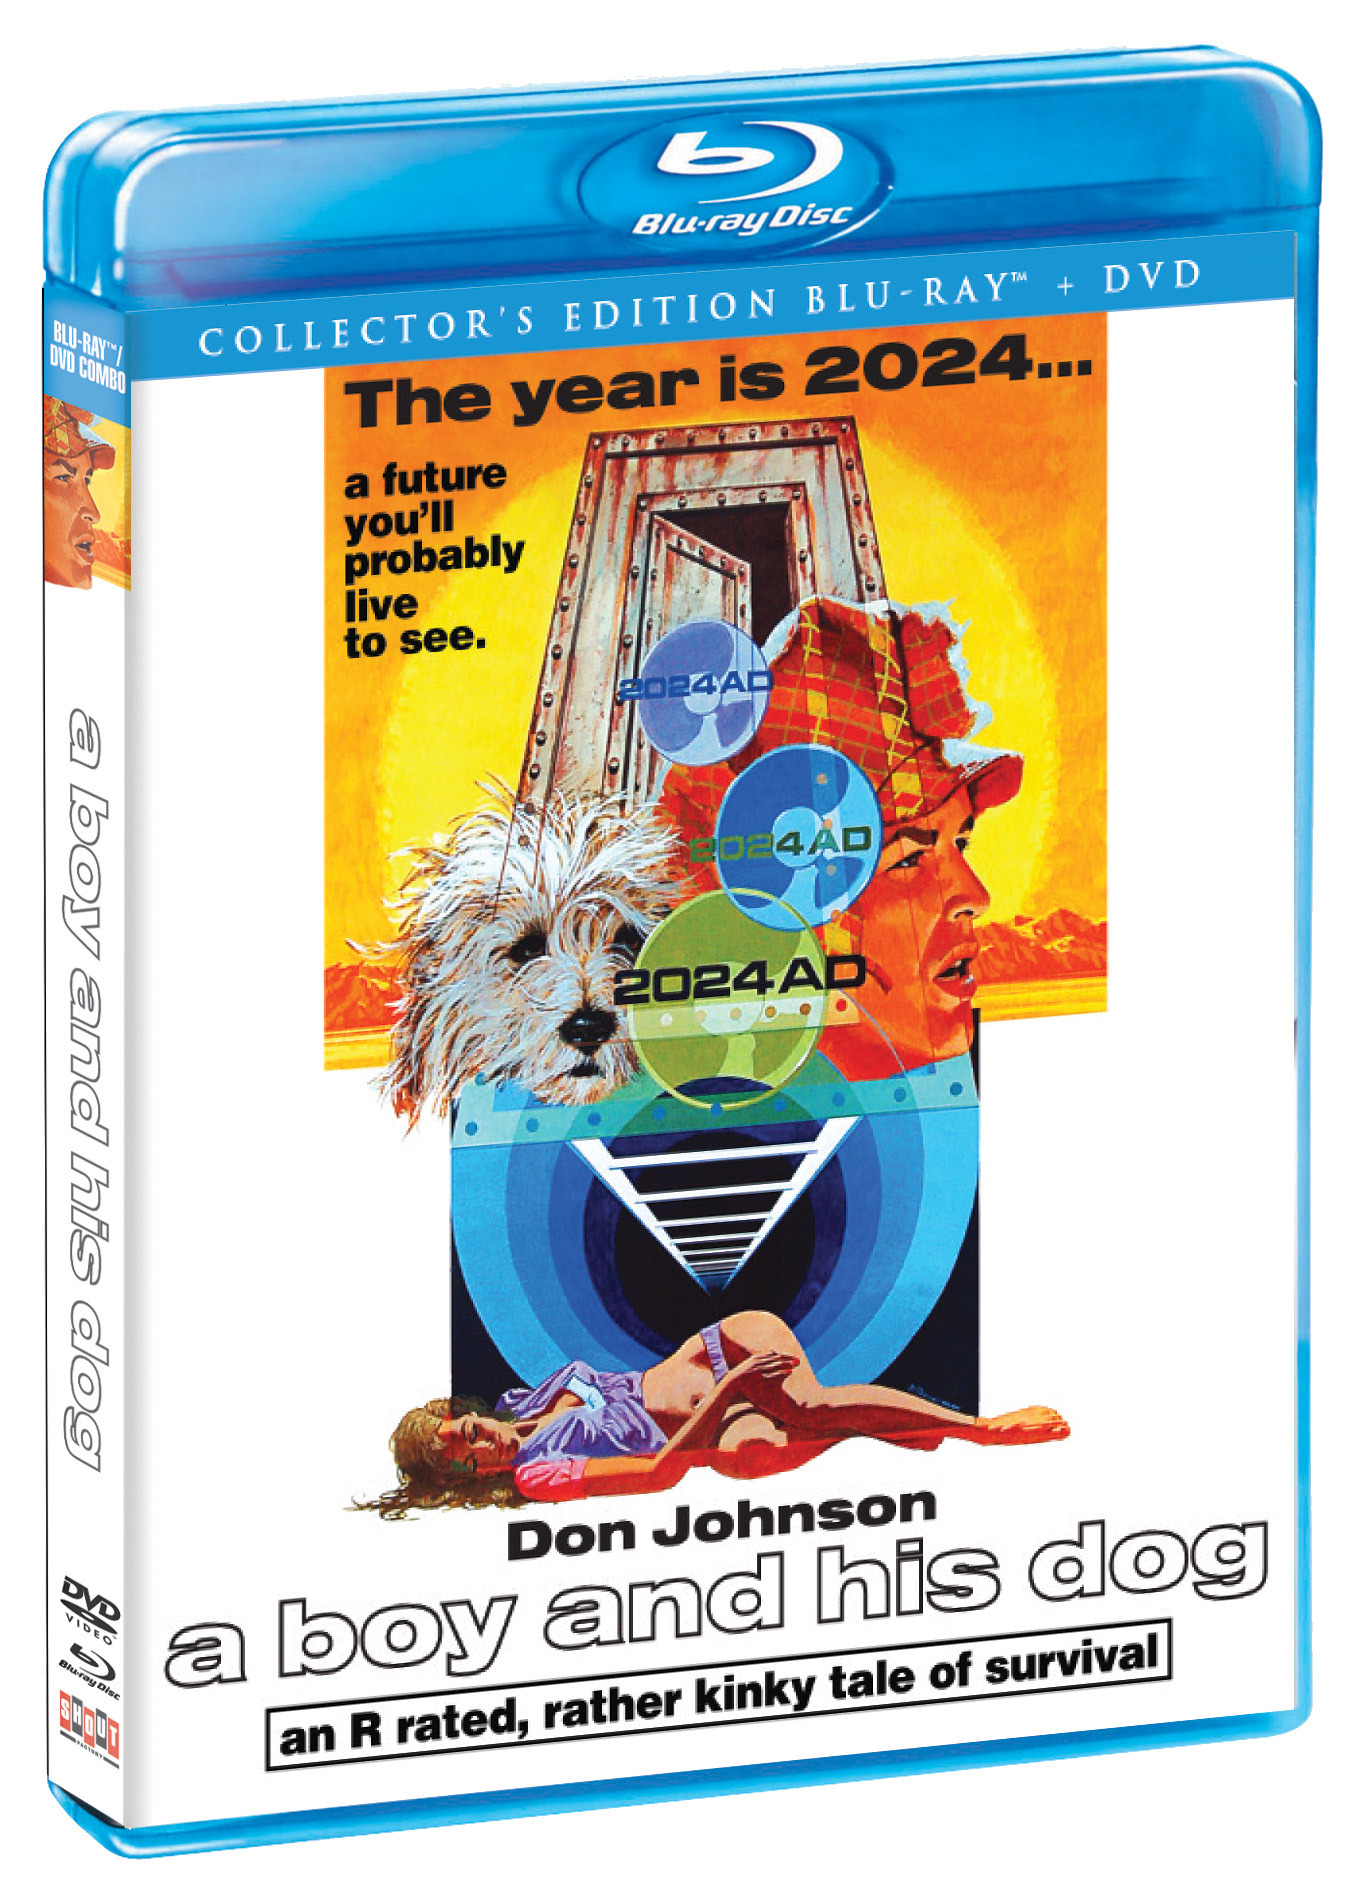 Blu-ray Disc
COLLECTOR'S EDITION BLU-RAY™ + DVD
BLU-RAY™/
DVD COMBO
The year is 2024...
a future
you'll
probably
live
to see.
2024AD
2024AD
2024AD
Don Johnson
a boy and his dog
an R rated, rather kinky tale of survival
a boy and his dog
DVD
VIDEO™
Blu-ray Disc
SHOUT
FACTORY